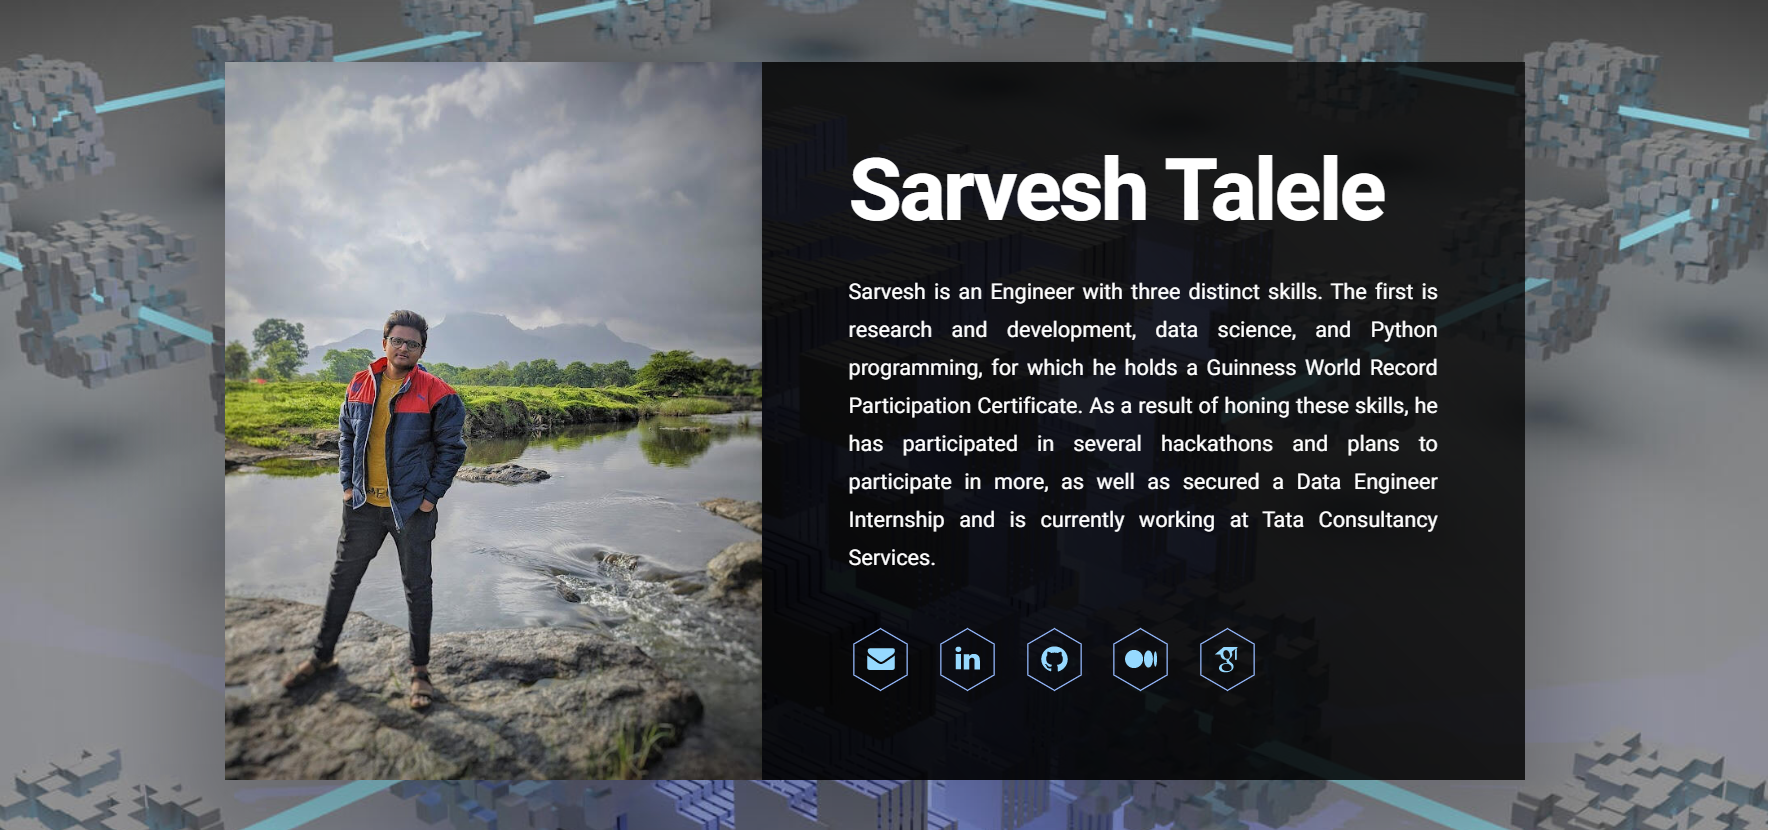 Sarvesh Talele
Sarvesh is an Engineer with three distinct skills. The first is
research and development, data science, and Python
programming, for which he holds a Guinness World Record
Participation Certificate. As a result of honing these skills, he
has participated in several hackathons and plans to
participate in more, as well as secured a Data Engineer
Internship and is currently working at Tata Consultancy
Services.
in